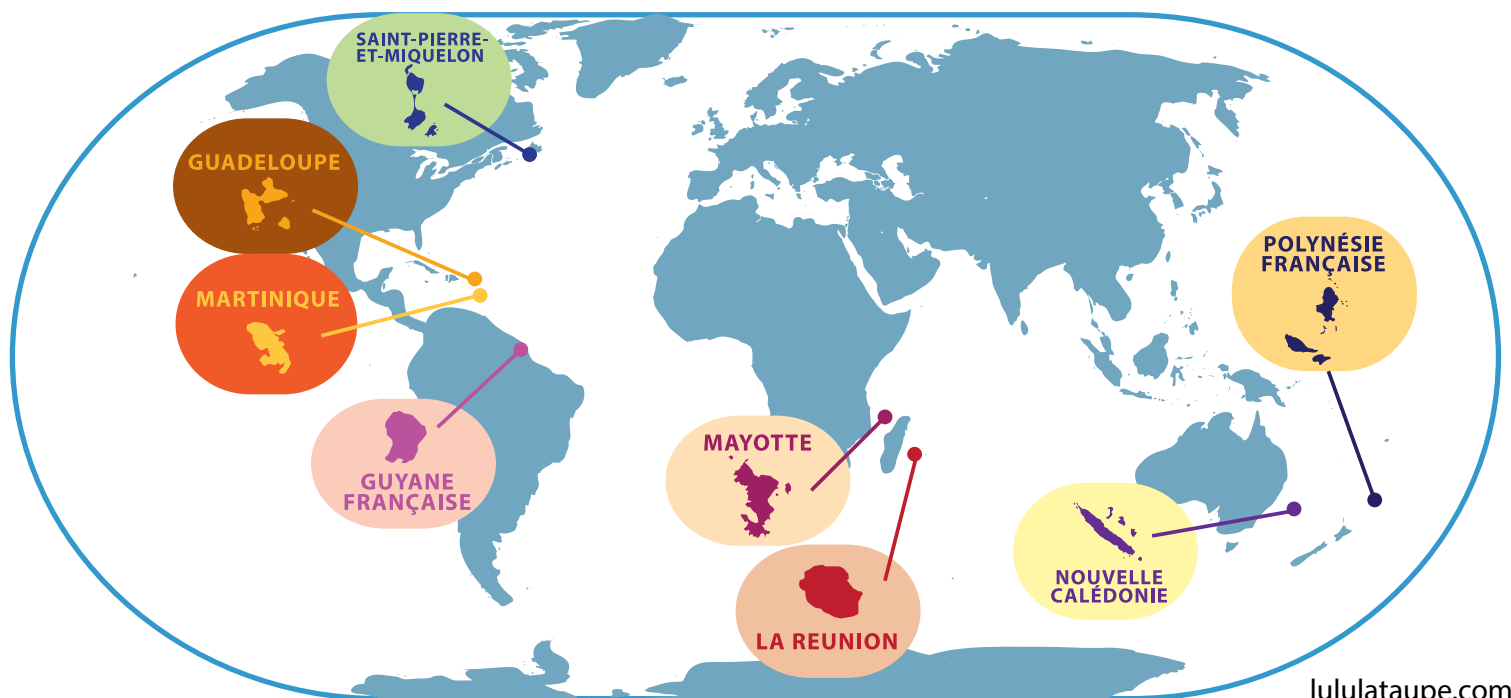 SAINT-PIERRE-
ET-MIQUELON
GUADELOUPE
MARTINIQUE
GUYANE
FRANÇAISE
MAYOTTE
LA REUNION
POLYNÉSIE
FRANÇAISE
NOUVELLE
CALÉDONIE
lululataupe.com